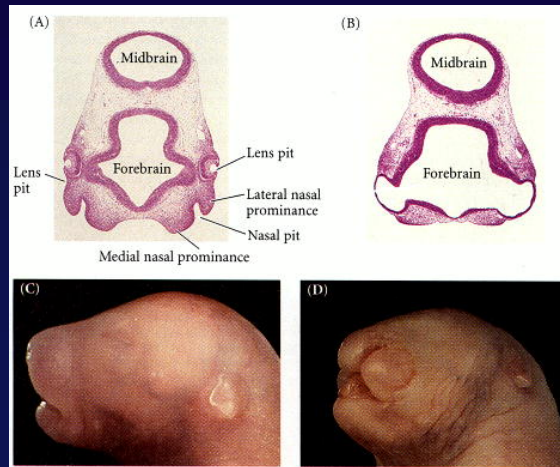 (A)
Midbrain
Forebrain
Lens
pit
Lens pit
Lateral nasal
prominance
Nasal pit
Medial nasal prominance
(B)
Midbrain
Forebrain
(C)
(D)